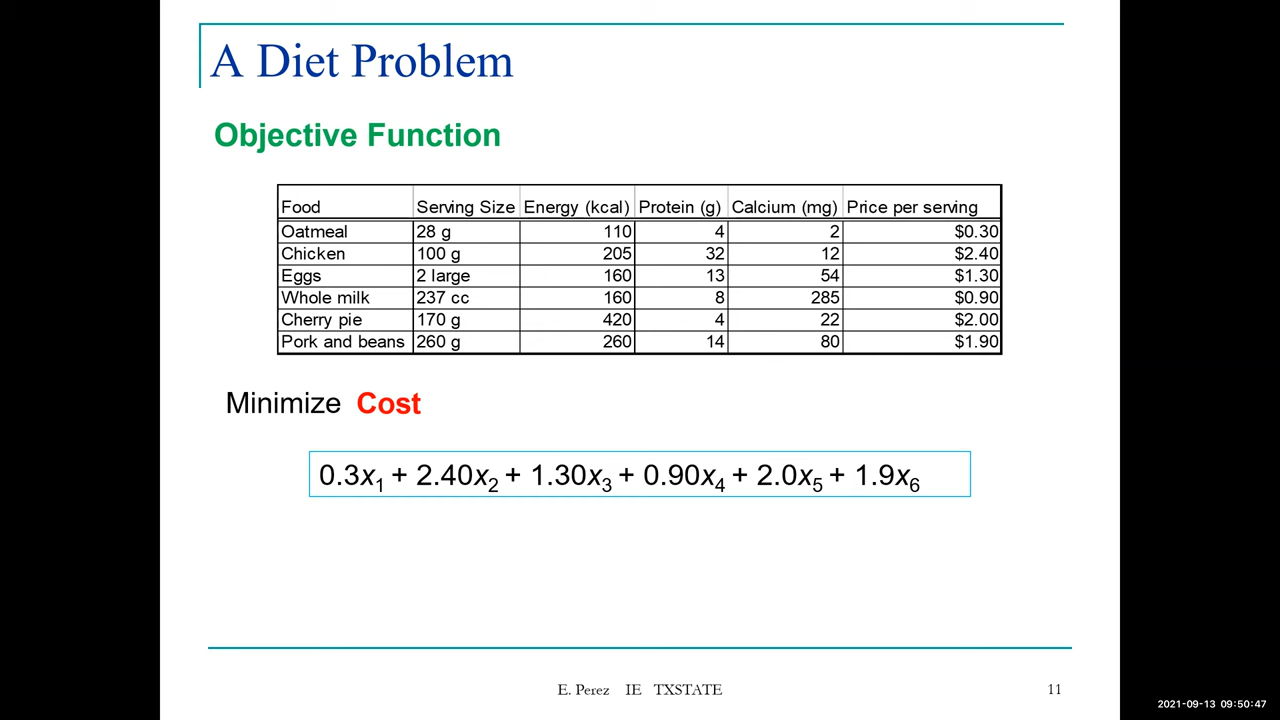 A Diet Problem
Objective Function
Food Serving Size Energy (kcal) Protein (g) Calcium (mg) Price per serving
Oatmeal 28 g 110 4 2 $0.30
Chicken 100 g 205 32 12 $2.40
Eggs 2 large 160 13 54 $1.30
Whole milk 237 cc 160 8 285 $0.90
Cherry pie 170 g 420 4 22 $2.00
Pork and beans 260 g 260 14 80 $1.90
Minimize Cost
0.3x₁ + 2.40x₂ + 1.30x₃ + 0.90x₄ + 2.0x₅ + 1.9x₆
E. Perez IE TXSTATE 11
2021-09-13 09:50:47